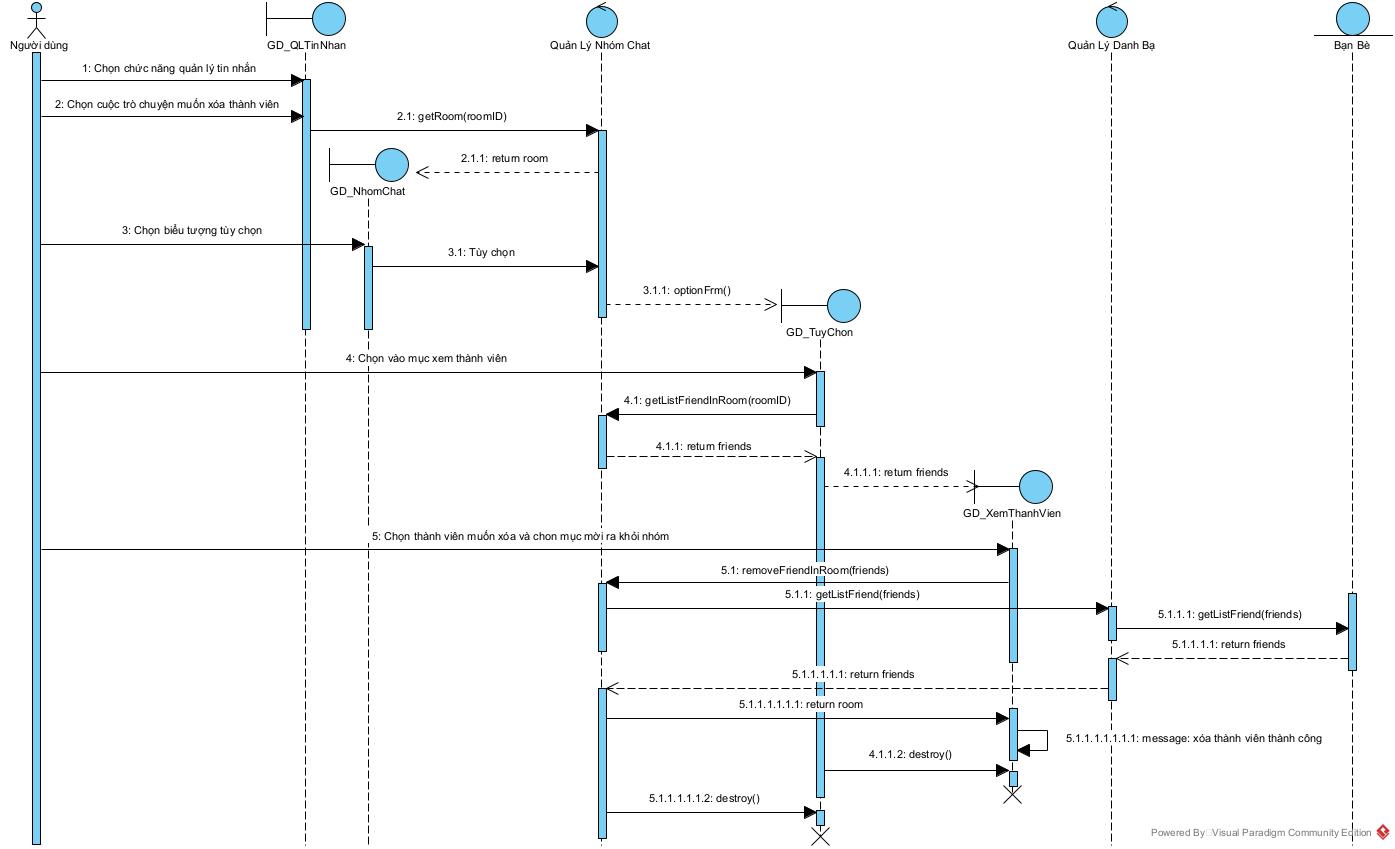 Người dùng
GD_QLTinNhan
Quản Lý Nhóm Chat
Quản Lý Danh Bạ
Bạn Bè
1: Chọn chức năng quản lý tin nhắn
2: Chọn cuộc trò chuyện muốn xóa thành viên
2.1: getRoom(roomID)
2.1.1: return room
GD_NhomChat
3: Chọn biểu tượng tùy chọn
3.1: Tùy chọn
3.1.1: optionFrm()
GD_TuyChon
4: Chọn vào mục xem thành viên
4.1: getListFriendInRoom(roomID)
4.1.1: return friends
4.1.1.1: return friends
GD_XemThanhVien
5: Chọn thành viên muốn xóa và chon mục mời ra khỏi nhóm
5.1: removeFriendInRoom(friends)
5.1.1: getListFriend(friends)
5.1.1.1: getListFriend(friends)
5.1.1.1.1: return friends
5.1.1.1.1.1: return friends
5.1.1.1.1.1.1: return room
5.1.1.1.1.1.1.1: message: xóa thành viên thành công
4.1.1.2: destroy()
5.1.1.1.1.1.2: destroy()
Powered By Visual Paradigm Community Edition